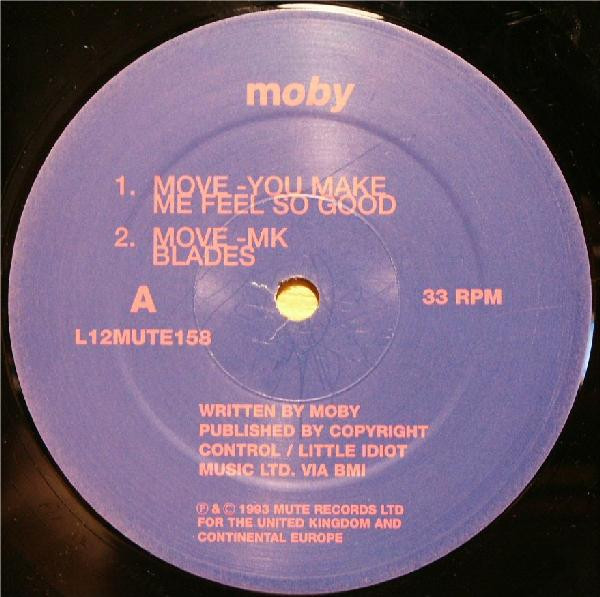 moby
1. MOVE -YOU MAKE
ME FEEL SO GOOD
2. MOVE -MK
BLADES
A
33 RPM
L12MUTE158
WRITTEN BY MOBY
PUBLISHED BY COPYRIGHT
CONTROL / LITTLE IDIOT
MUSIC LTD. VIA BMI
℗ & © 1993 MUTE RECORDS LTD
FOR THE UNITED KINGDOM AND
CONTINENTAL EUROPE